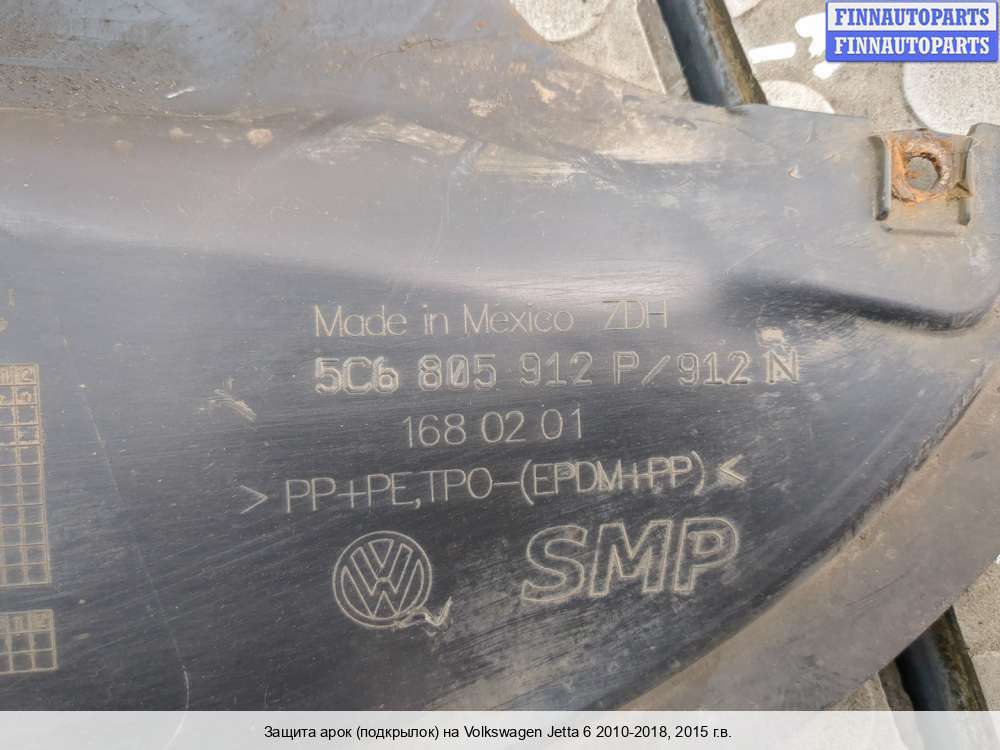 FINNAUTOPARTS
FINNAUTOPARTS
Made in Mexico ZDH
5C6 805 912 P/912 N
168 02 01
>PP+PE,TPO-(EPDM+PP)<
VW SMP
Защита арок (подкрылок) на Volkswagen Jetta 6 2010-2018, 2015 г.в.